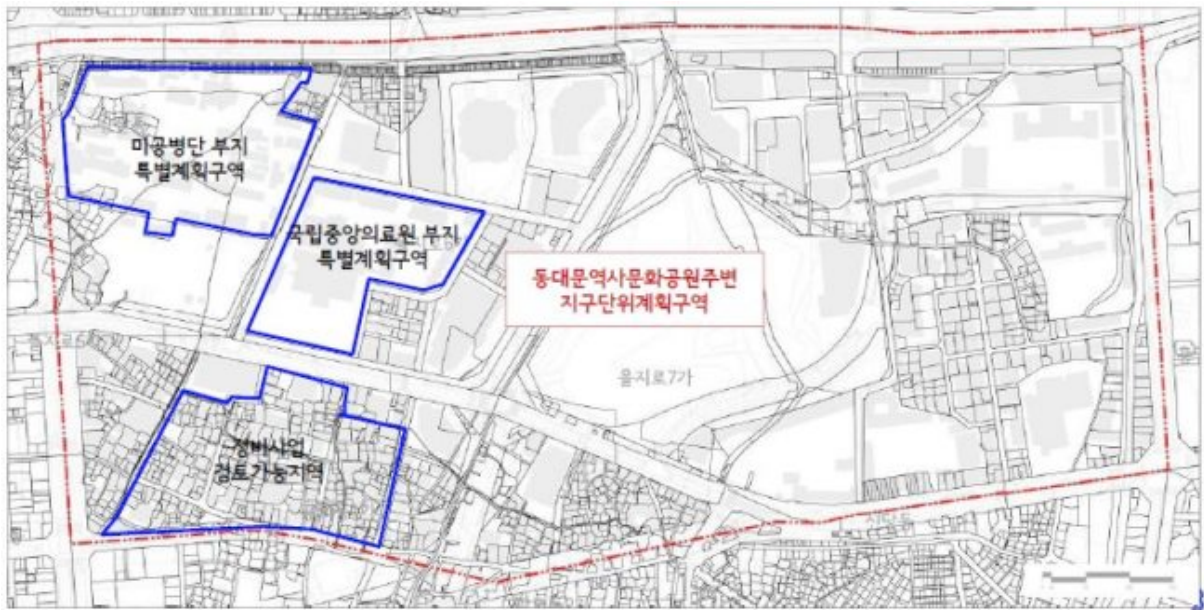 미공병단 부지
특별계획구역
국립중앙의료원 부지
특별계획구역
동대문역사문화공원주변
지구단위계획구역
을지로7가
정비사업
검토가능지역